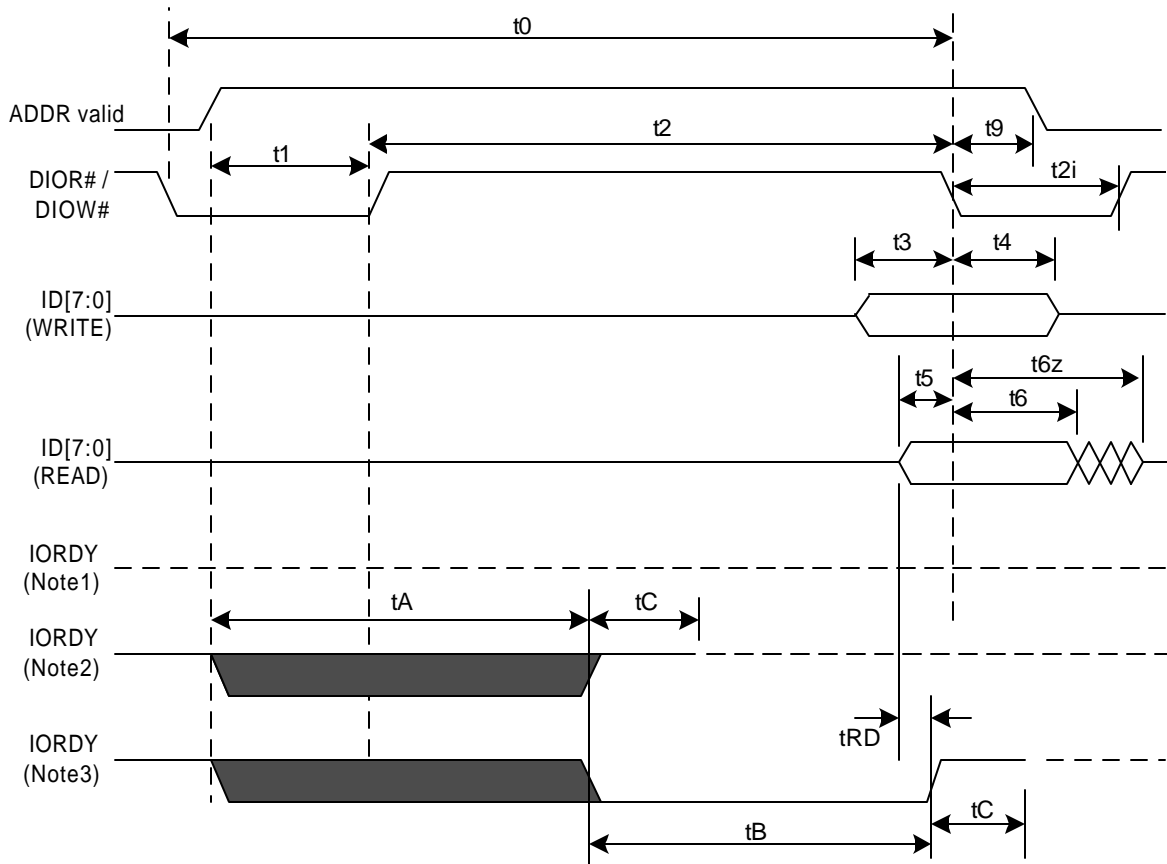 t0
ADDR valid
t2
t9
t1
DIOR# /
DIOW#
t2i
t3
t4
ID[7:0]
(WRITE)
t6z
t5
t6
ID[7:0]
(READ)
IORDY
(Note1)
tA
tC
IORDY
(Note2)
tRD
IORDY
(Note3)
tC
tB